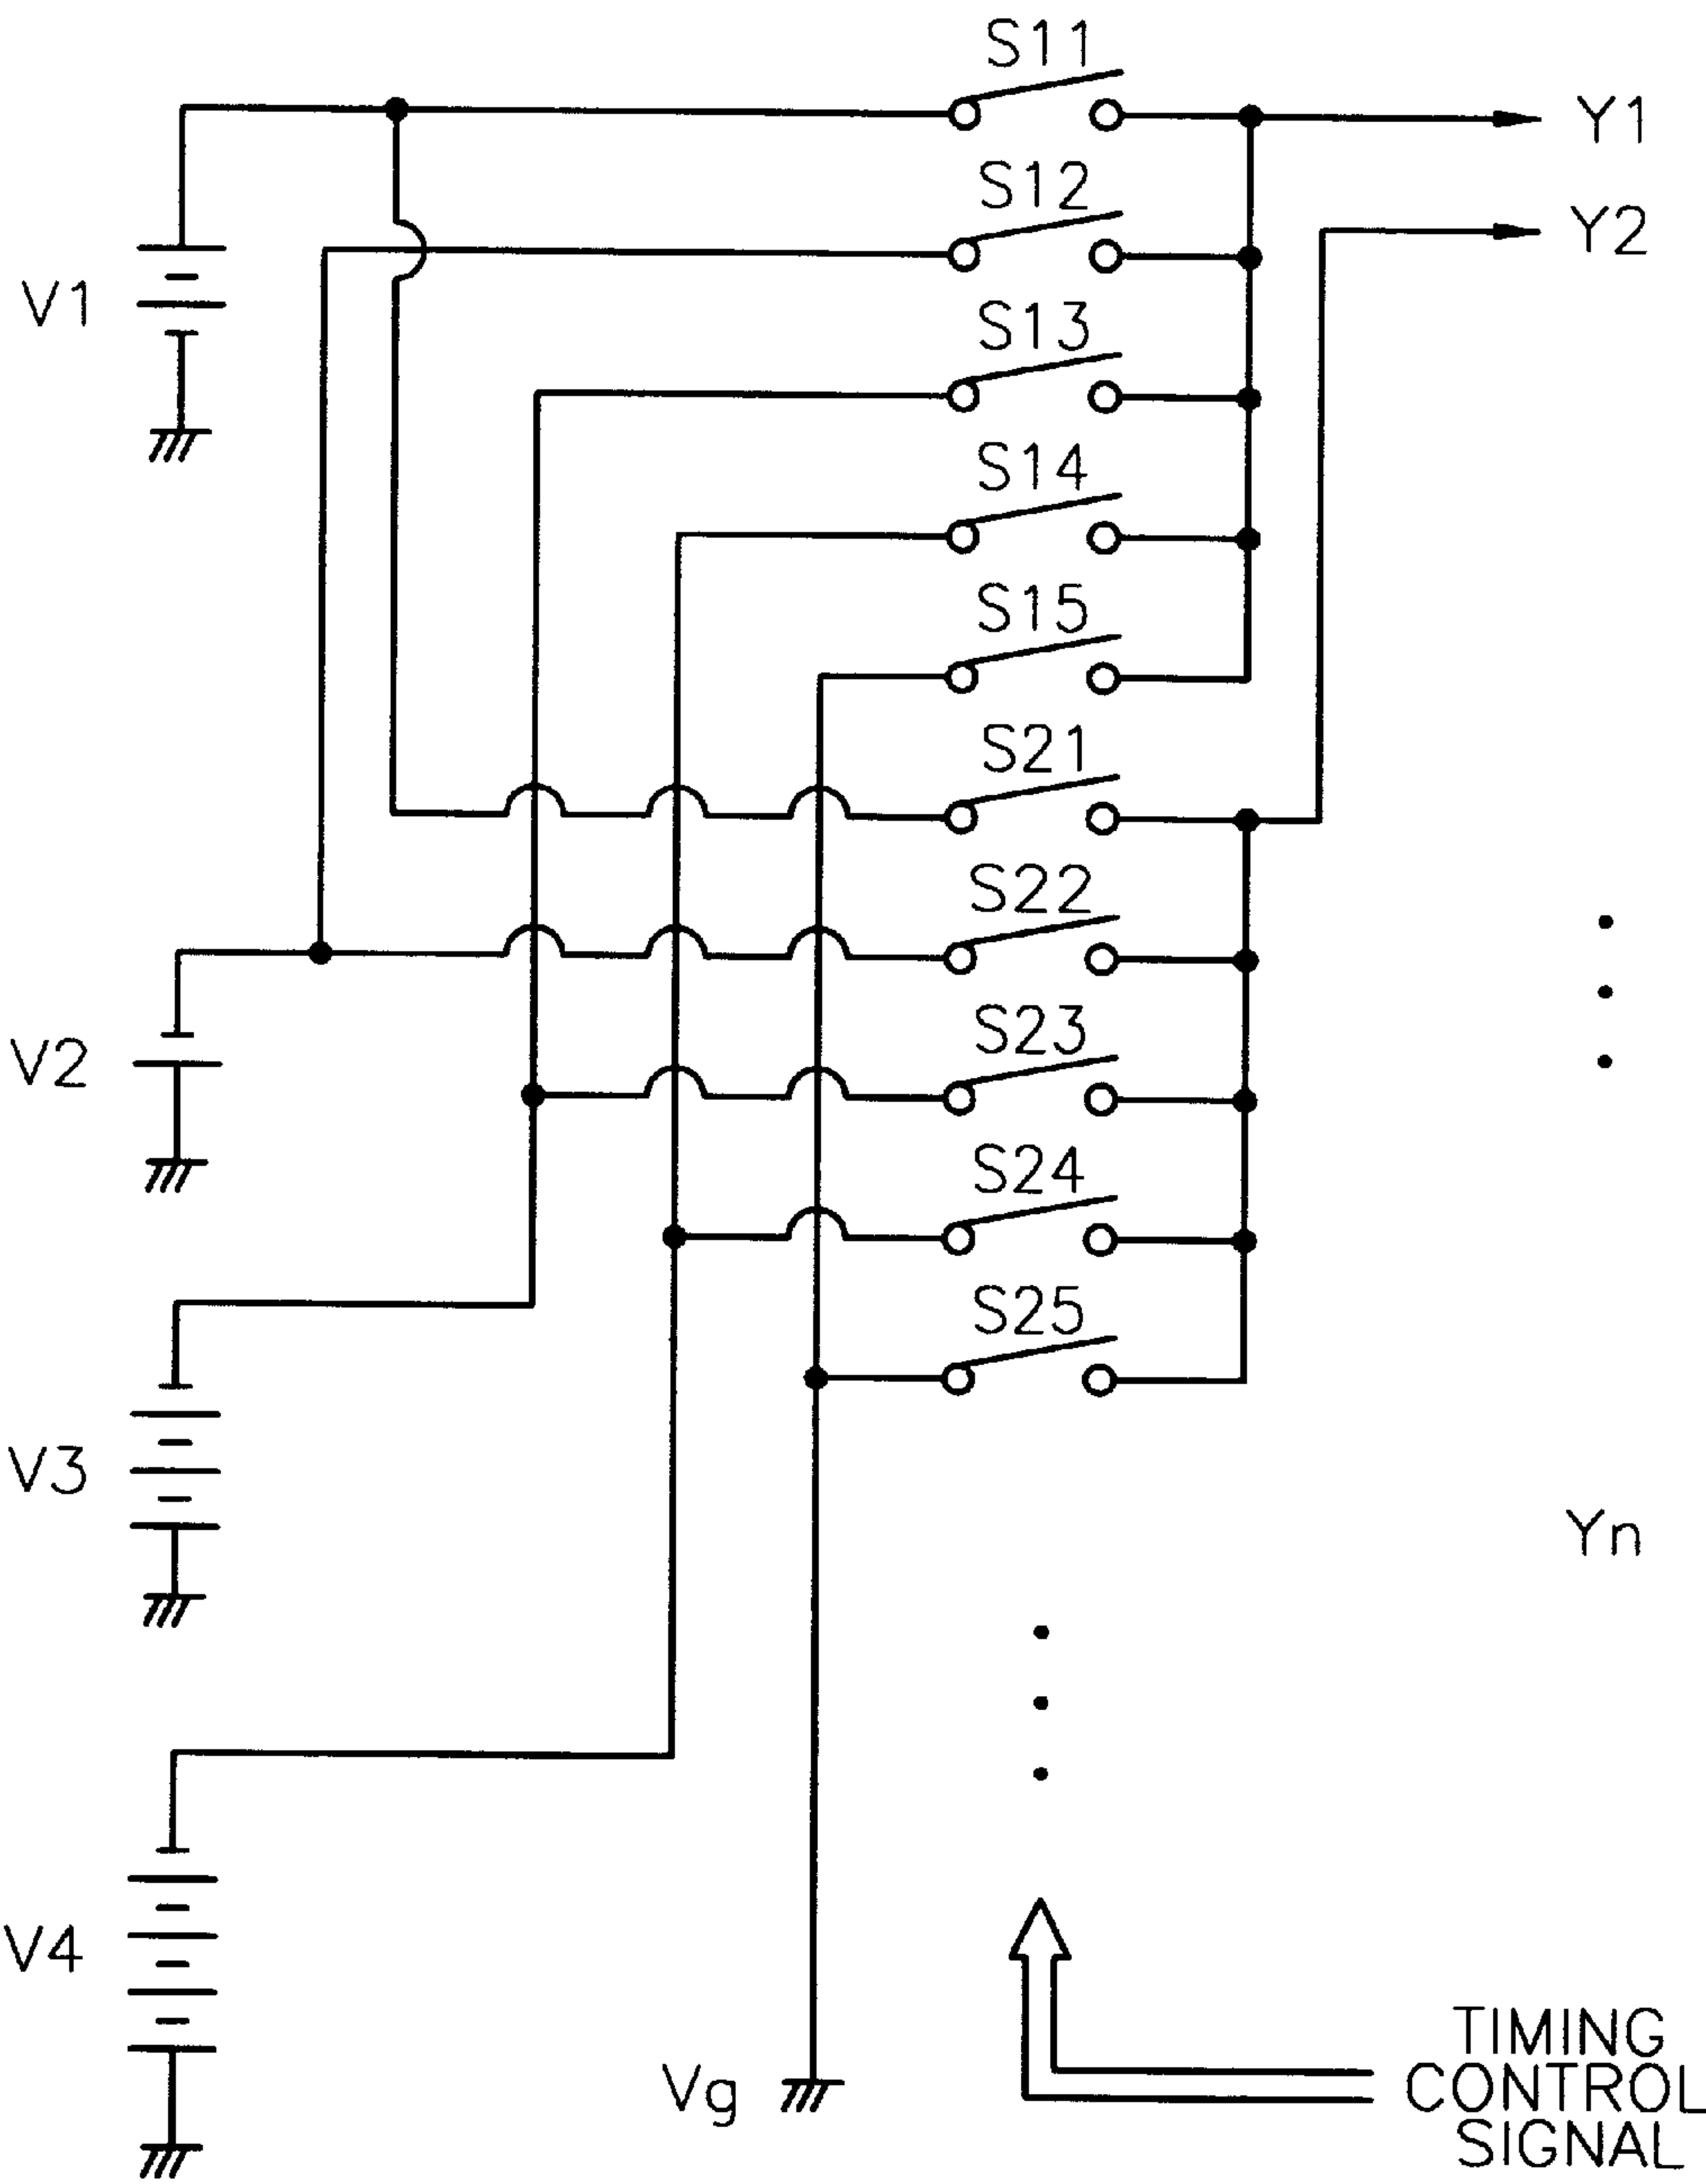 S11
Y1
S12
Y2
V1
S13
S14
S15
S21
S22
V2
S23
S24
S25
V3
Yn
V4
Vg
TIMING
CONTROL
SIGNAL